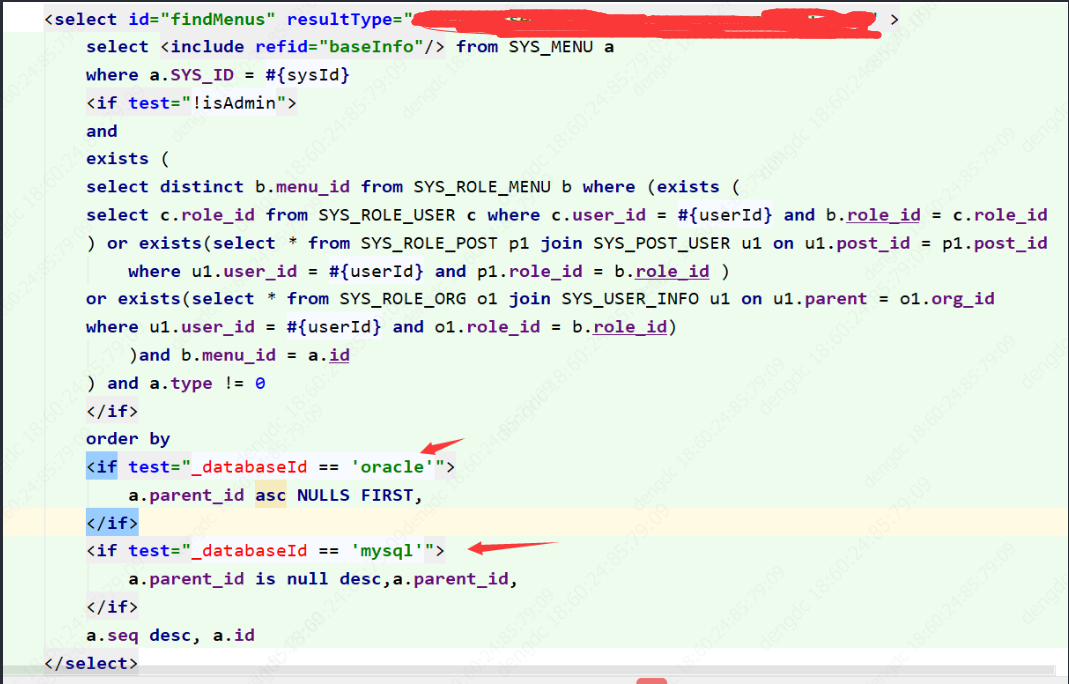 <select id="findMenus" resultType=" >
select <include refid="baseInfo"/> from SYS_MENU a
where a.SYS_ID = #{sysId}
<if test="!isAdmin">
and
exists (
select distinct b.menu_id from SYS_ROLE_MENU b where (exists (
select c.role_id from SYS_ROLE_USER c where c.user_id = #{userId} and b.role_id = c.role_id
) or exists(select * from SYS_ROLE_POST p1 join SYS_POST_USER u1 on u1.post_id = p1.post_id
where u1.user_id = #{userId} and p1.role_id = b.role_id )
or exists(select * from SYS_ROLE_ORG o1 join SYS_USER_INFO u1 on u1.parent = o1.org_id
where u1.user_id = #{userId} and o1.role_id = b.role_id)
)and b.menu_id = a.id
) and a.type != 0
</if>
order by
<if test="_databaseId == 'oracle'">
a.parent_id asc NULLS FIRST,
</if>
<if test="_databaseId == 'mysql'">
a.parent_id is null desc,a.parent_id,
</if>
a.seq desc, a.id
</select>